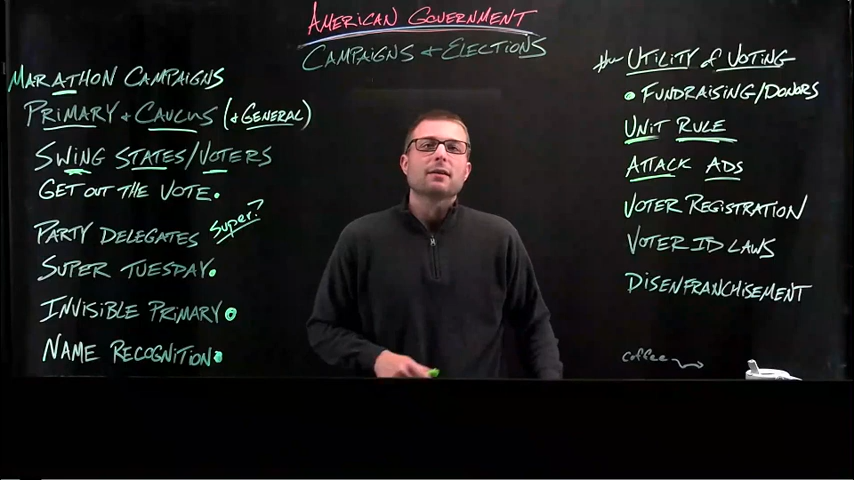 AMERICAN GOVERNMENT
CAMPAIGNS & ELECTIONS
MARATHON CAMPAIGNS
PRIMARY & CAUCUS (& GENERAL)
SWING STATES/VOTERS
GET OUT THE VOTE.
PARTY DELEGATES Super?
SUPER TUESDAY.
INVISIBLE PRIMARY
NAME RECOGNITION
the UTILITY of VOTING
• FUNDRAISING/DONORS
UNIT RULE
ATTACK ADS
VOTER REGISTRATION
VOTER ID LAWS
DISENFRANCHISEMENT
coffee